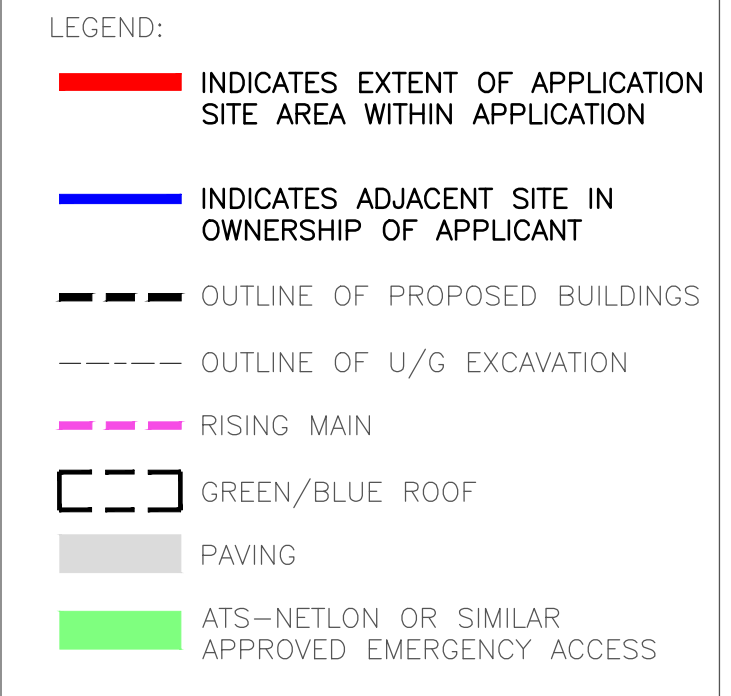 LEGEND:
INDICATES EXTENT OF APPLICATION
SITE AREA WITHIN APPLICATION
INDICATES ADJACENT SITE IN
OWNERSHIP OF APPLICANT
OUTLINE OF PROPOSED BUILDINGS
OUTLINE OF U/G EXCAVATION
RISING MAIN
GREEN/BLUE ROOF
PAVING
ATS-NETLON OR SIMILAR
APPROVED EMERGENCY ACCESS